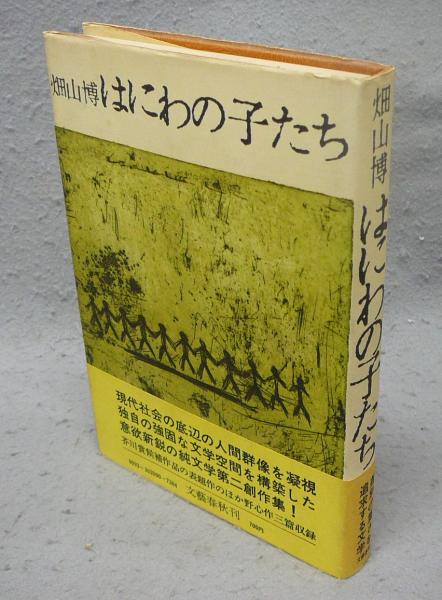 畑山博 はにわの子たち
現代社会の底辺の人間群像を凝視
独自の強固な文学空間を構築した
意欲新鋭の純文学第二創作集!
芥川賞候補作品の表題作のほか野心作三篇収録
文藝春秋刊
700円
畑山博 はにわの子たち